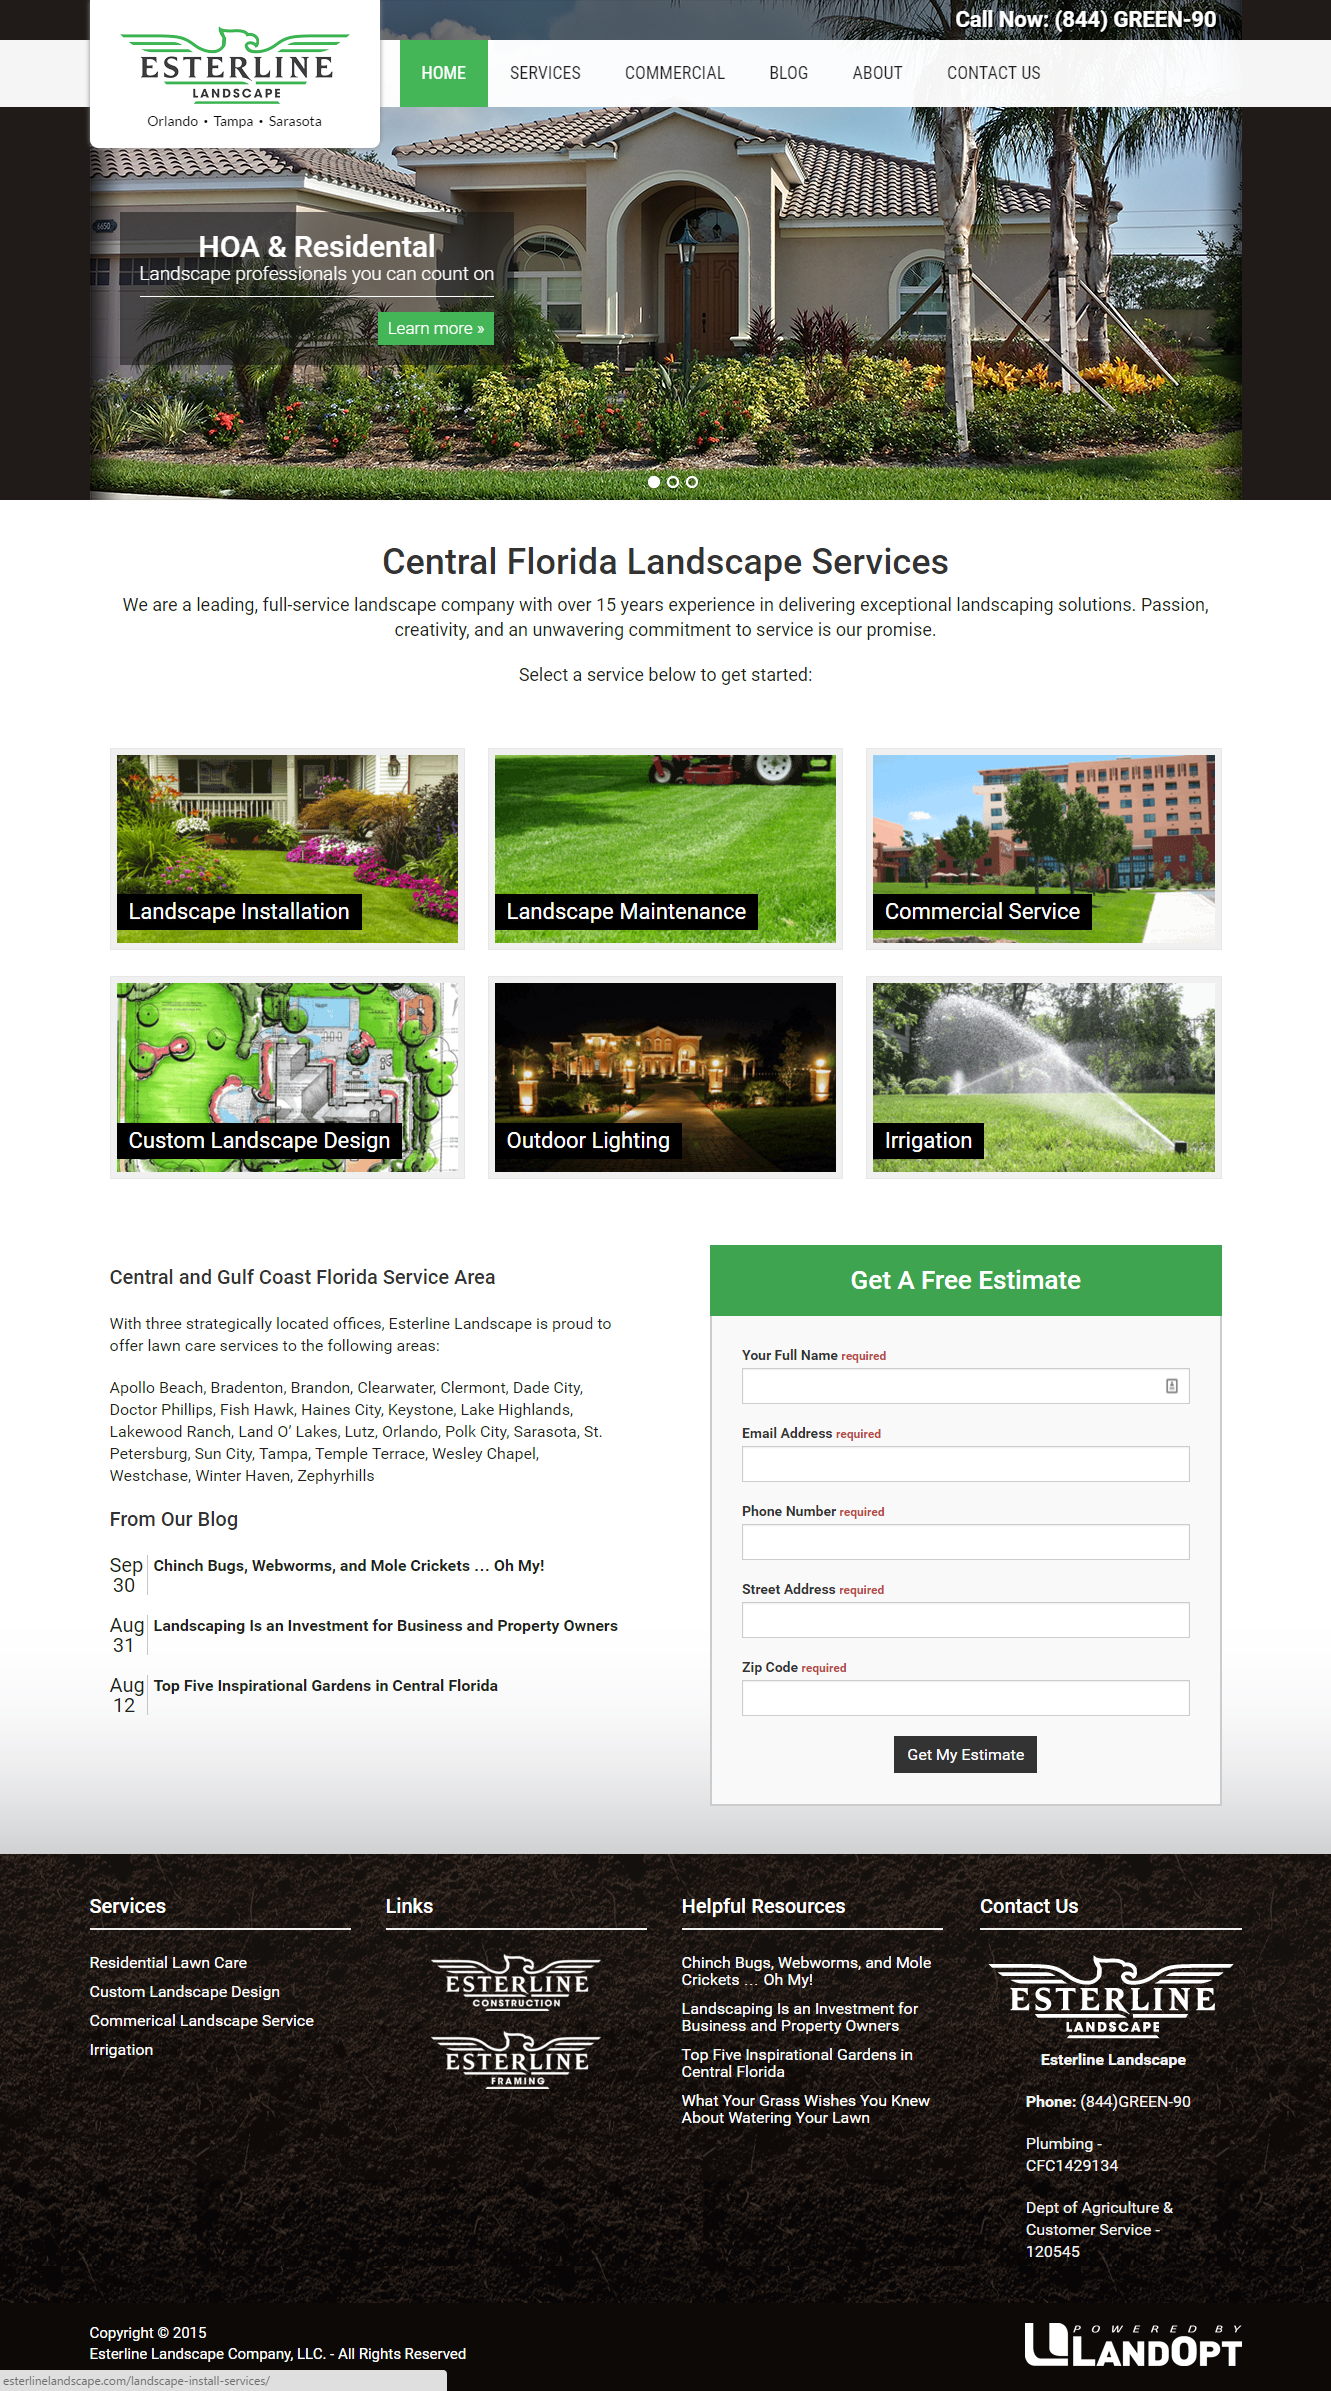 Call Now: (844) GREEN-90
ESTERLINE
LANDSCAPE
Orlando • Tampa • Sarasota
HOME SERVICES COMMERCIAL BLOG ABOUT CONTACT US
6650
HOA & Residental
Landscape professionals you can count on
Learn more »
Central Florida Landscape Services
We are a leading, full-service landscape company with over 15 years experience in delivering exceptional landscaping solutions. Passion,
creativity, and an unwavering commitment to service is our promise.
Select a service below to get started:
Landscape Installation
Landscape Maintenance
Commercial Service
Custom Landscape Design
Outdoor Lighting
Irrigation
Central and Gulf Coast Florida Service Area
With three strategically located offices, Esterline Landscape is proud to
offer lawn care services to the following areas:
Apollo Beach, Bradenton, Brandon, Clearwater, Clermont, Dade City,
Doctor Phillips, Fish Hawk, Haines City, Keystone, Lake Highlands,
Lakewood Ranch, Land O’ Lakes, Lutz, Orlando, Polk City, Sarasota, St.
Petersburg, Sun City, Tampa, Temple Terrace, Wesley Chapel,
Westchase, Winter Haven, Zephyrhills
From Our Blog
Sep
30
Chinch Bugs, Webworms, and Mole Crickets … Oh My!
Aug
31
Landscaping Is an Investment for Business and Property Owners
Aug
12
Top Five Inspirational Gardens in Central Florida
Get A Free Estimate
Your Full Name required
Email Address required
Phone Number required
Street Address required
Zip Code required
Get My Estimate
Services
Residential Lawn Care
Custom Landscape Design
Commerical Landscape Service
Irrigation
Links
ESTERLINE
CONSTRUCTION
ESTERLINE
FRAMING
Helpful Resources
Chinch Bugs, Webworms, and Mole
Crickets … Oh My!
Landscaping Is an Investment for
Business and Property Owners
Top Five Inspirational Gardens in
Central Florida
What Your Grass Wishes You Knew
About Watering Your Lawn
Contact Us
ESTERLINE
LANDSCAPE
Esterline Landscape
Phone: (844)GREEN-90
Plumbing -
CFC1429134
Dept of Agriculture &
Customer Service -
120545
Copyright © 2015
Esterline Landscape Company, LLC. - All Rights Reserved
POWERED BY
LANDOPT
esterlinelandscape.com/landscape-install-services/